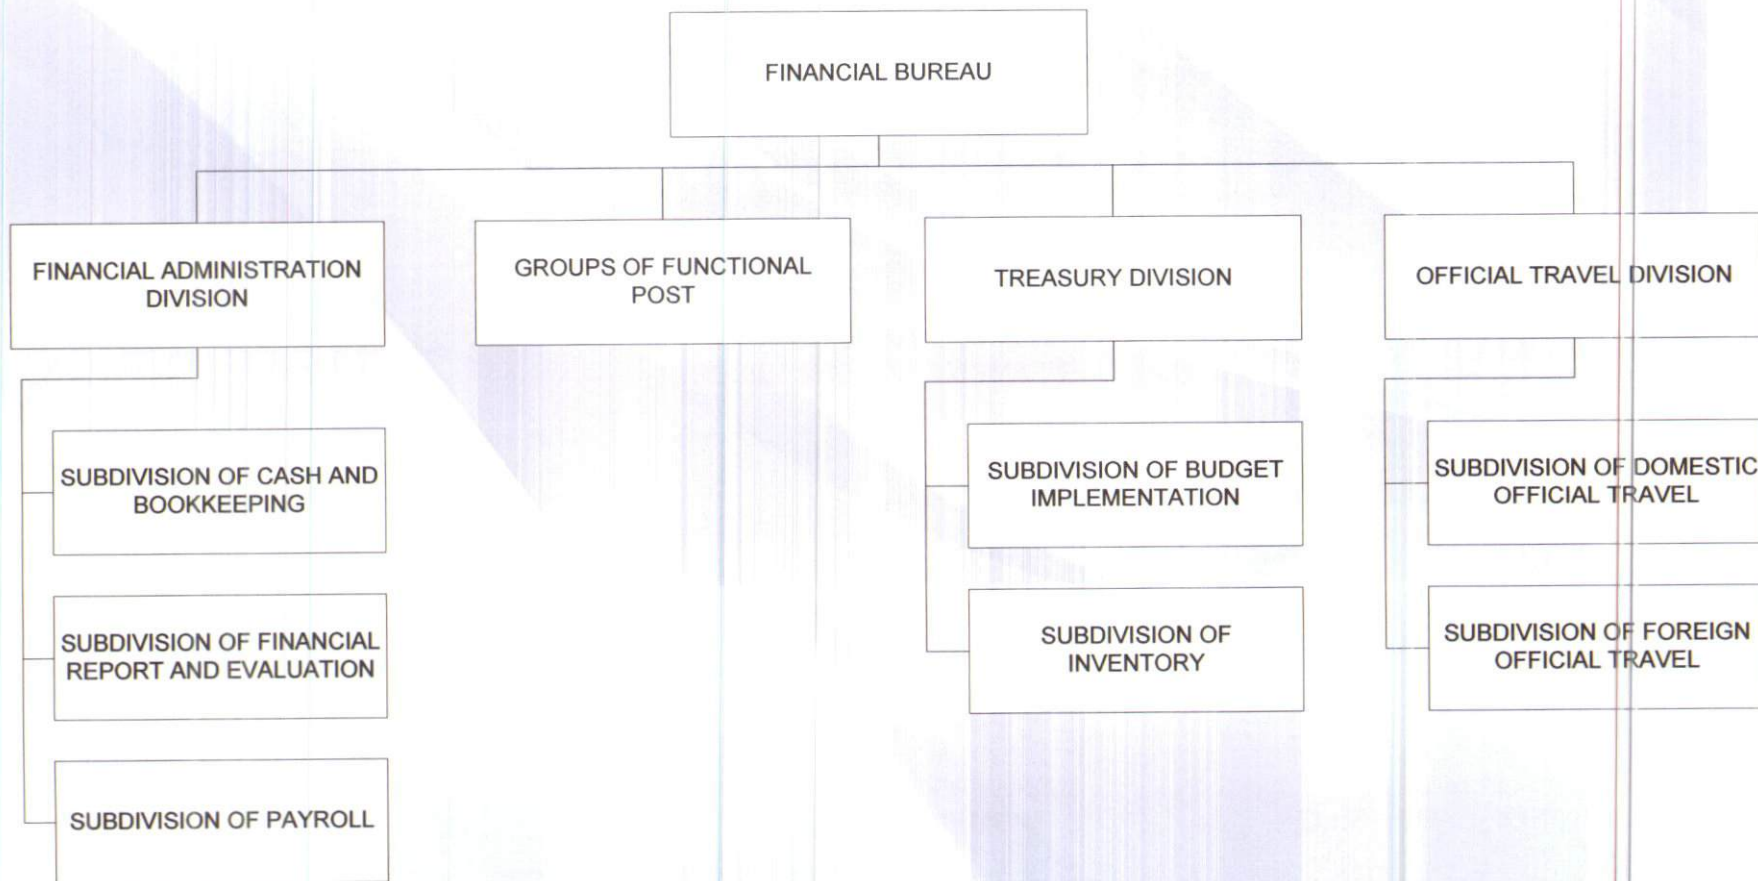 FINANCIAL BUREAU
FINANCIAL ADMINISTRATION
DIVISION
GROUPS OF FUNCTIONAL
POST
TREASURY DIVISION
OFFICIAL TRAVEL DIVISION
SUBDIVISION OF CASH AND
BOOKKEEPING
SUBDIVISION OF FINANCIAL
REPORT AND EVALUATION
SUBDIVISION OF PAYROLL
SUBDIVISION OF BUDGET
IMPLEMENTATION
SUBDIVISION OF
INVENTORY
SUBDIVISION OF DOMESTIC
OFFICIAL TRAVEL
SUBDIVISION OF FOREIGN
OFFICIAL TRAVEL